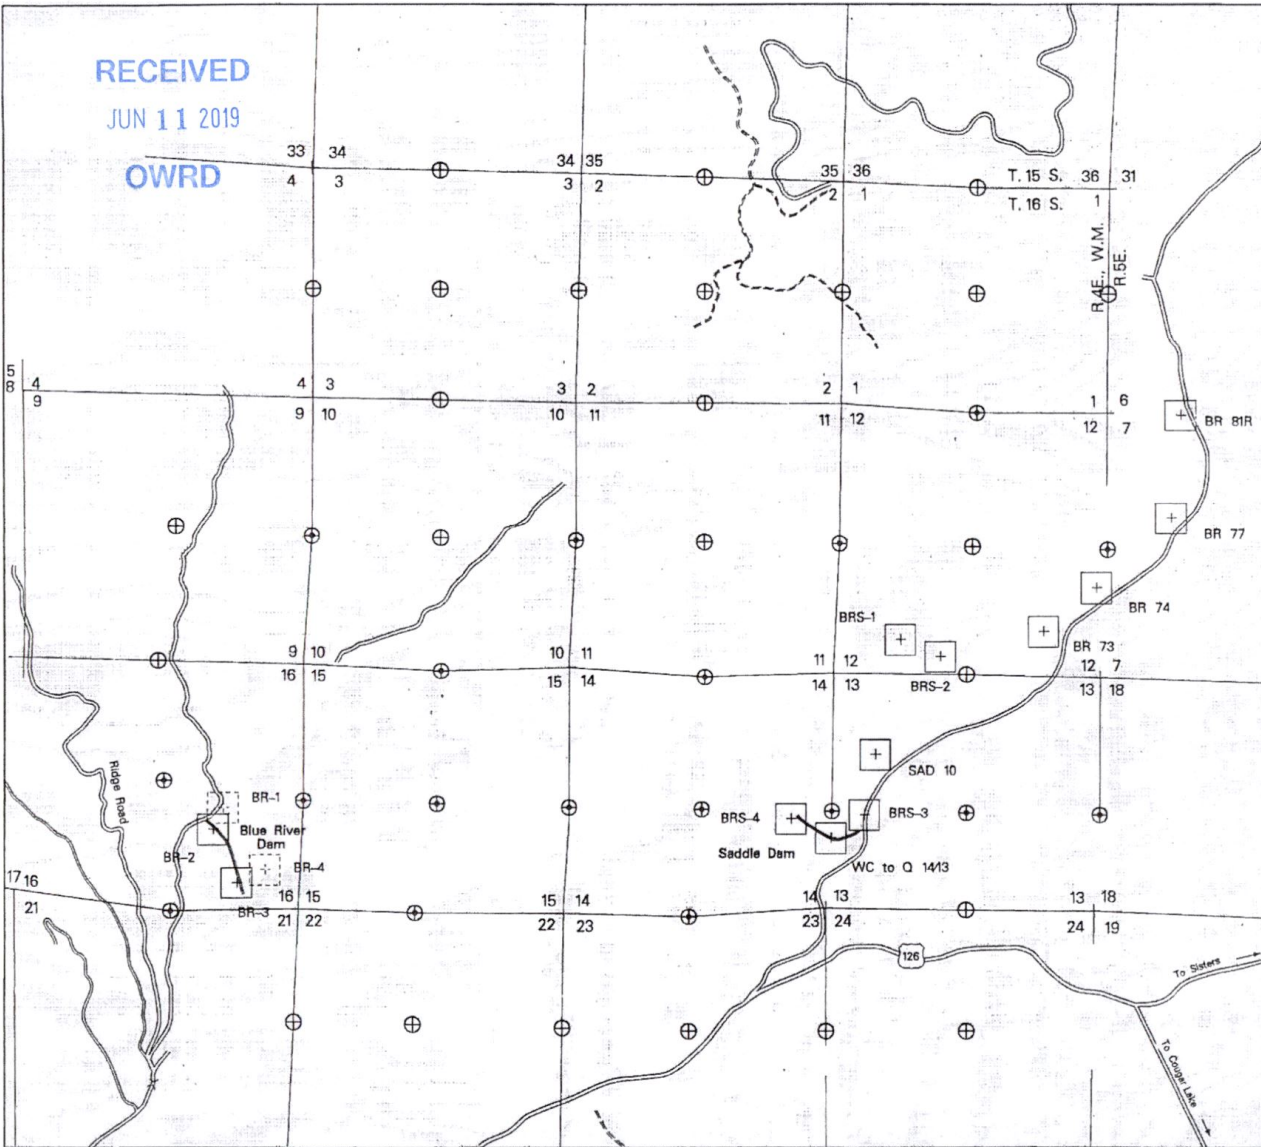 RECEIVED
JUN 11 2019
OWRD
33 34
4 3
34 35
3 2
35 36
2 1
T. 15 S. 36 31
T. 16 S. 1
R.4E., W.M.
R.5E.
5
8
4
9
4 3
9 10
3 2
10 11
2 1
11 12
1 6
12 7
BR 81R
BR 77
BR 74
BRS-1
BR 73
9 10
16 15
10 11
15 14
11 12
14 13
BRS-2
12 7
13 18
SAD 10
Ridge Road
BR-1
Blue River
Dam
BR-2
BR-4
BR-3
BRS-4
BRS-3
Saddle Dam
WC to Q 14/13
17 16
21
16 15
21 22
15 14
22 23
14 13
23 24
13 18
24 19
126
To Sisters
To Cougar Lake